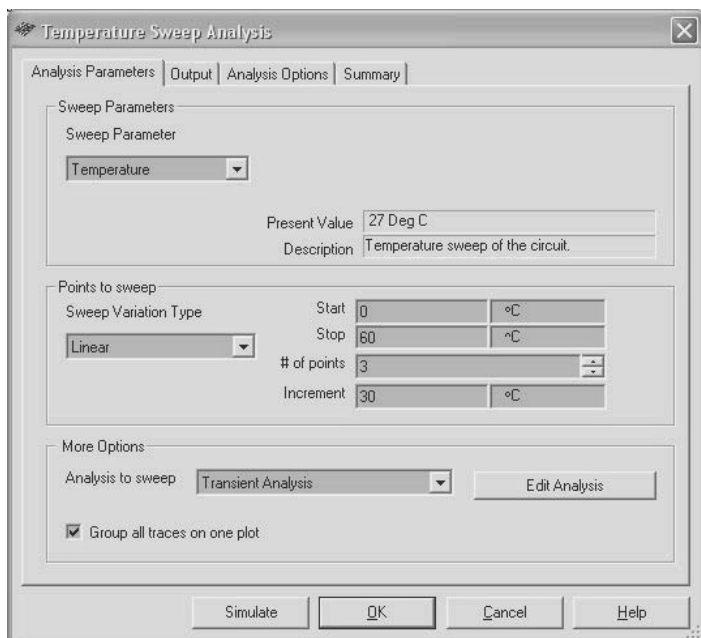 Temperature Sweep Analysis
Analysis Parameters Output Analysis Options Summary
Sweep Parameters
Sweep Parameter
Temperature
Present Value 27 Deg C
Description Temperature sweep of the circuit.
Points to sweep
Sweep Variation Type
Linear
Start 0 ºC
Stop 60 ºC
# of points 3
Increment 30 ºC
More Options
Analysis to sweep Transient Analysis Edit Analysis
Group all traces on one plot
Simulate OK Cancel Help